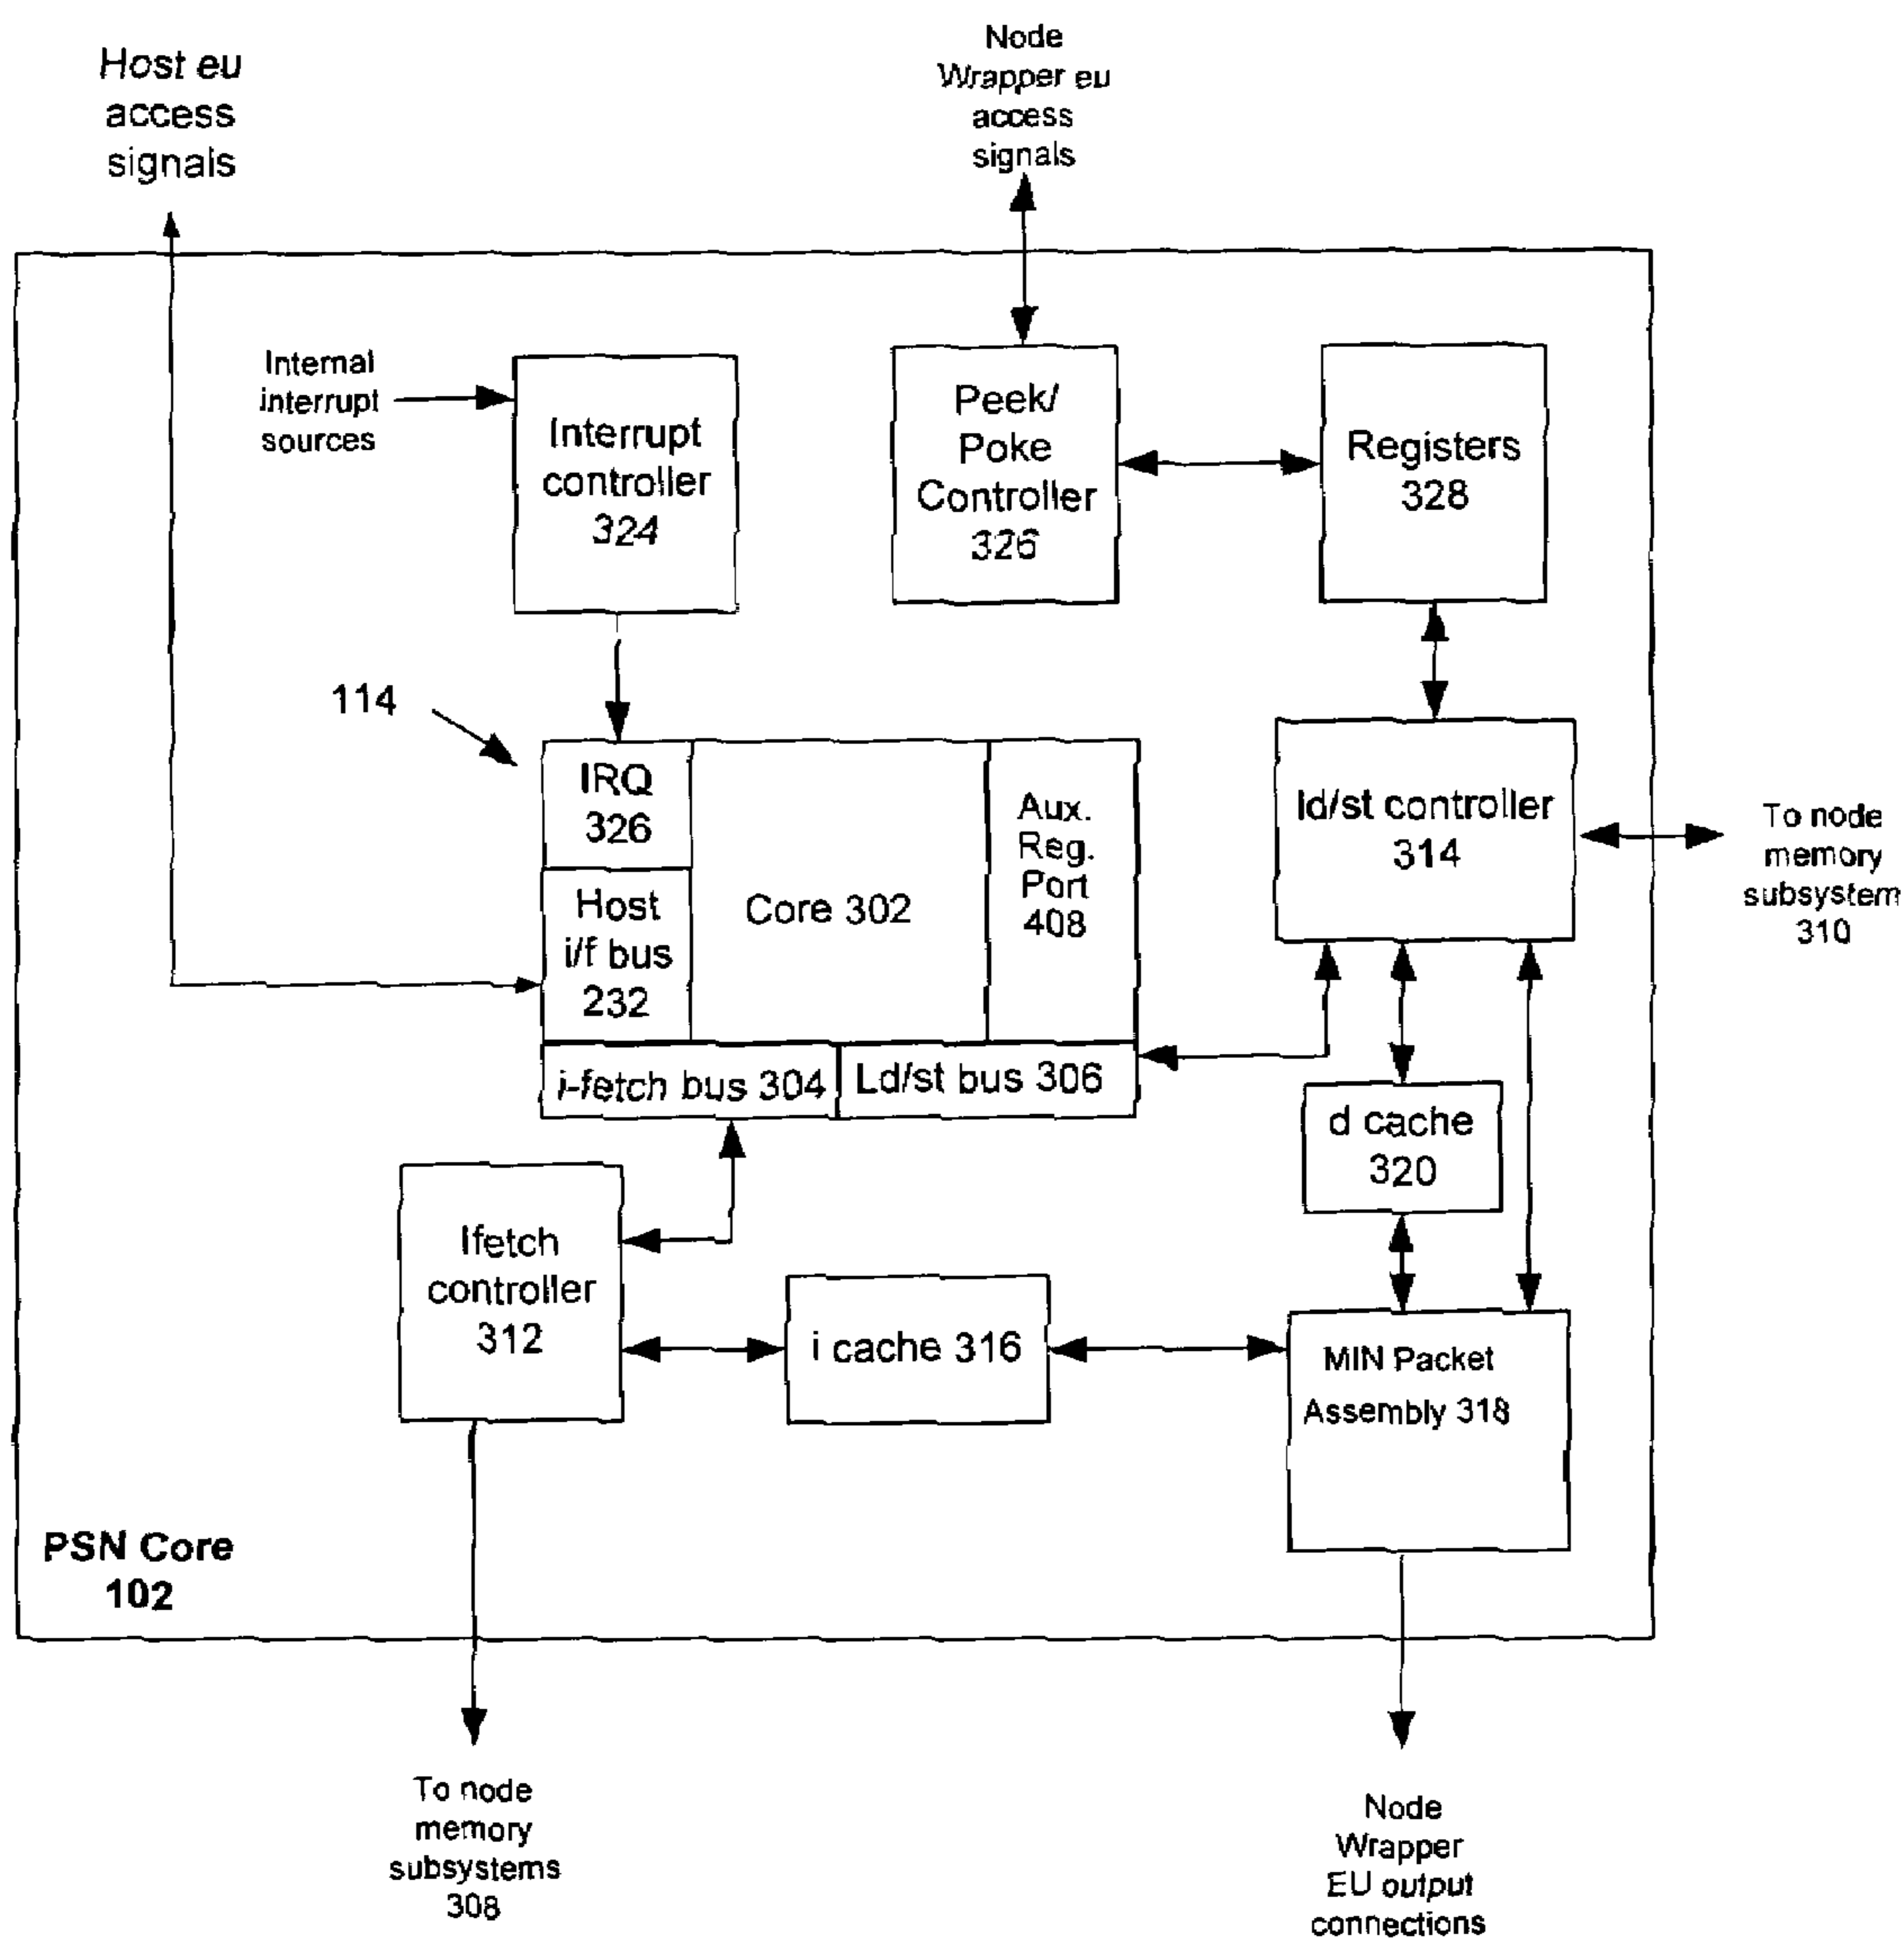 Host eu
access
signals
Node
Wrapper eu
access
signals
Internal
interrupt
sources
Interrupt
controller
324
Peek/
Poke
Controller
326
Registers
328
114
IRQ
326
Host
i/f bus
232
Core 302
Aux.
Reg.
Port
408
i-fetch bus 304
Ld/st bus 306
ld/st controller
314
To node
memory
subsystem
310
d cache
320
Ifetch
controller
312
i cache 316
MIN Packet
Assembly 318
PSN Core
102
To node
memory
subsystems
308
Node
Wrapper
EU output
connections